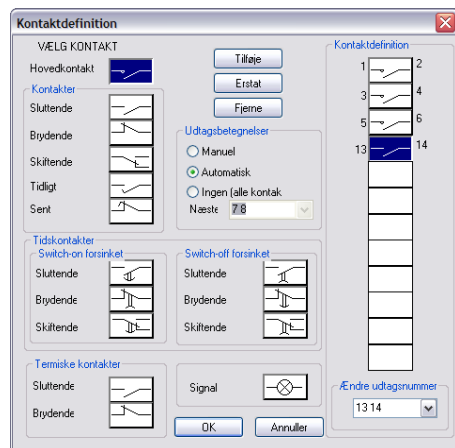 Kontaktdefinition
VÆLG KONTAKT
Hovedkontakt
Kontakter
Sluttende
Brydende
Skiftende
Tidligt
Sent
Tilføje
Erstat
Fjerne
Udtagsbetegnelser
Manuel
Automatisk
Ingen (alle kontak
Næste 7 8
Tidskontakter
Switch-on forsinket
Sluttende
Brydende
Skiftende
Switch-off forsinket
Sluttende
Brydende
Skiftende
Termiske kontakter
Sluttende
Brydende
Signal
OK
Annuller
Kontaktdefinition
1 2
3 4
5 6
13 14
Ændre udtagsnummer
13 14